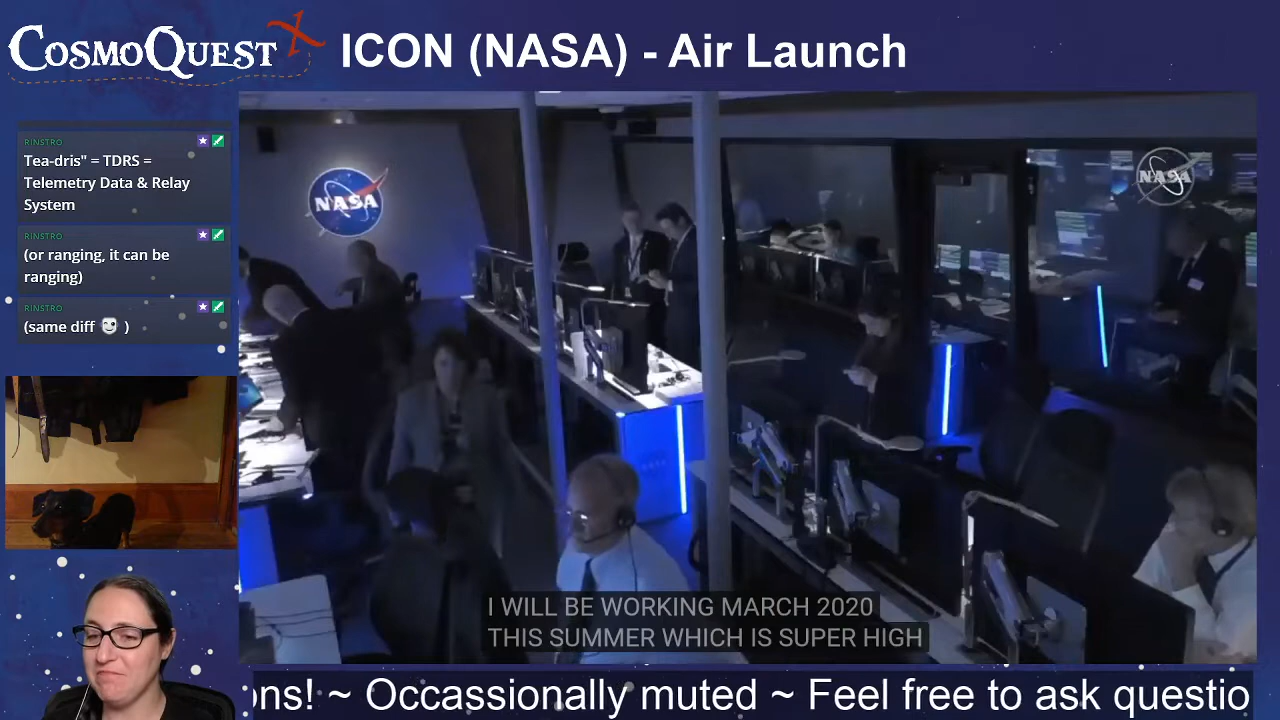 CosmoQuest X
ICON (NASA) - Air Launch
RINSTRO
Tea-dris" = TDRS =
Telemetry Data & Relay
System
RINSTRO
(or ranging, it can be
ranging)
RINSTRO
(same diff )
NASA
NASA
I WILL BE WORKING MARCH 2020
THIS SUMMER WHICH IS SUPER HIGH
ons! ~ Occassionally muted ~ Feel free to ask questio